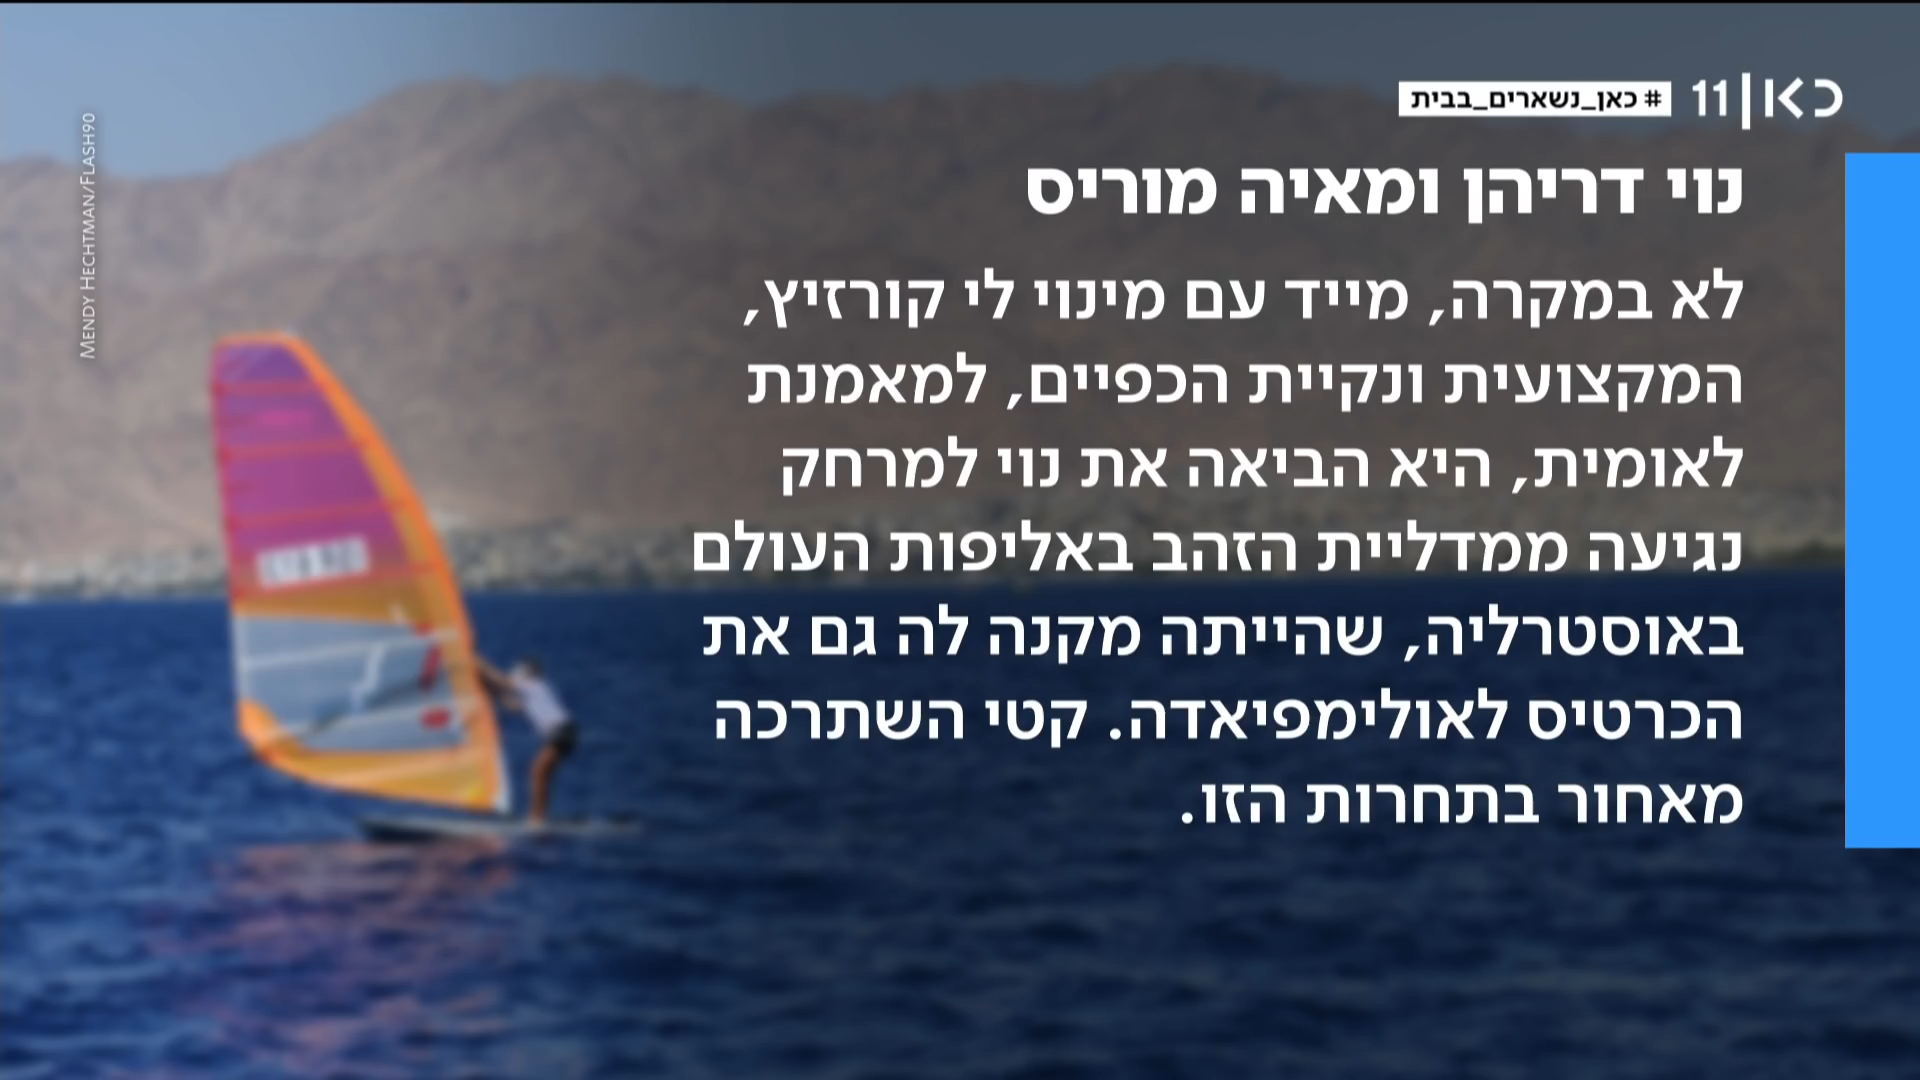 כאן 11
# כאן_נשארים_בבית
Mendy Hechtman/Flash90
נוי דריהן ומאיה מוריס
לא במקרה, מייד עם מינוי לי קורזיץ,
המקצועית ונקיית הכפיים, למאמנת
לאומית, היא הביאה את נוי למרחק
נגיעה ממדליית הזהב באליפות העולם
באוסטרליה, שהייתה מקנה לה גם את
הכרטיס לאולימפיאדה. קטי השתרכה
מאחור בתחרות הזו.